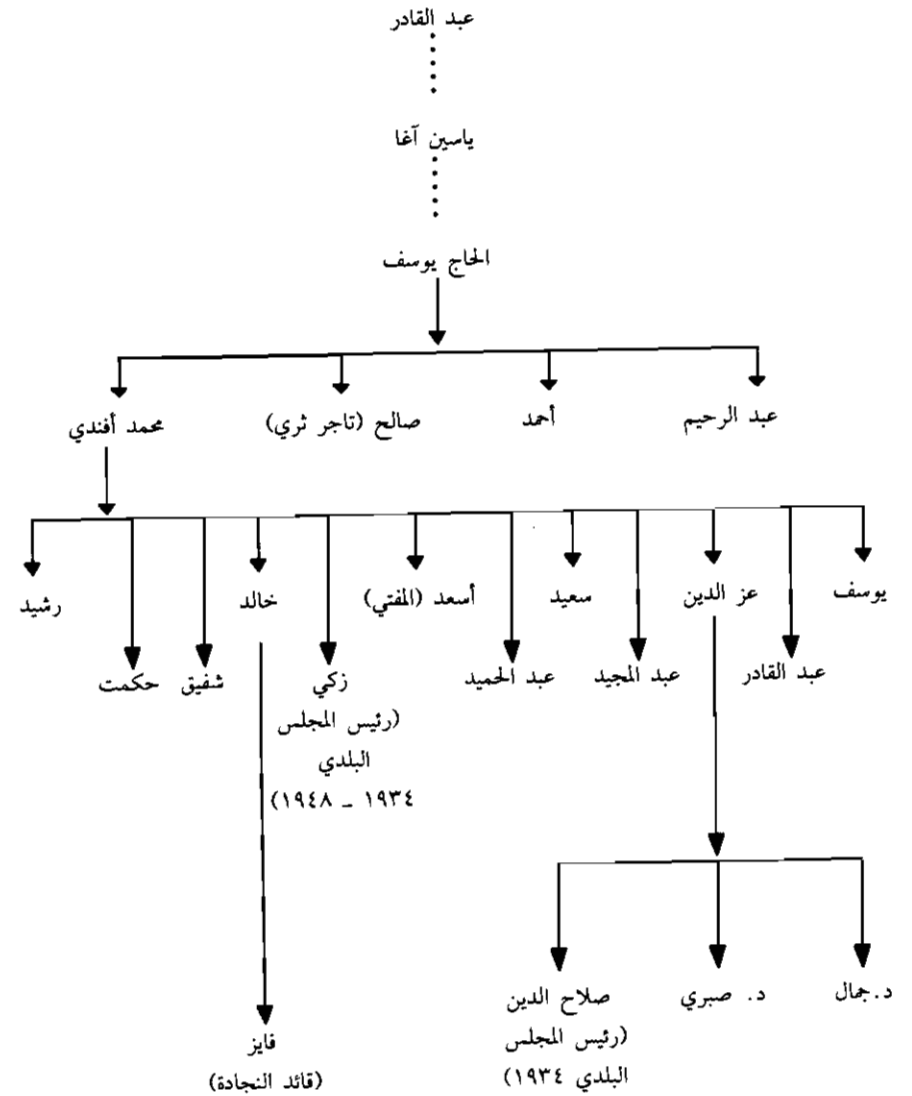 عبد القادر
ياسين آغا
الحاج يوسف
عبد الرحيم
أحمد
صالح (تاجر ثري)
محمد أفندي
يوسف
عز الدين
سعيد
أسعد (المفتي)
خالد
رشيد
عبد القادر
عبد المجيد
عبد الحميد
زكي
(رئيس المجلس
البلدي
١٩٣٤ ـ ١٩٤٨)
شفيق
حكمت
د.جمال
د. صبري
صلاح الدين
(رئيس المجلس
البلدي ١٩٣٤)
فايز
(قائد النجادة)